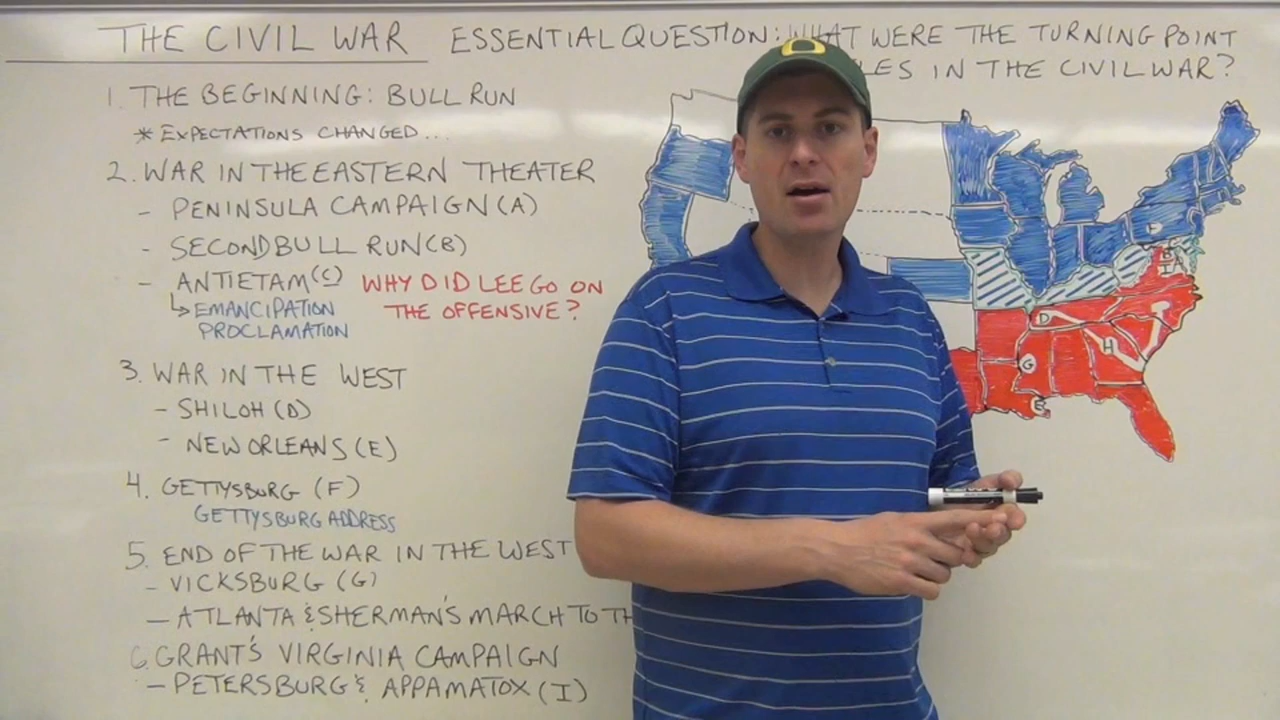 THE CIVIL WAR ESSENTIAL QUESTION: WHAT WERE THE TURNING POINT
IN THE CIVIL WAR?
1. THE BEGINNING: BULL RUN
* EXPECTATIONS CHANGED...
2. WAR IN THE EASTERN THEATER
- PENINSULA CAMPAIGN (A)
- SECOND BULL RUN (B)
- ANTIETAM (C) WHY DID LEE GO ON
THE OFFENSIVE?
EMANCIPATION
PROCLAMATION
3. WAR IN THE WEST
- SHILOH (D)
- NEW ORLEANS (E)
4. GETTYSBURG (F)
GETTYSBURG ADDRESS
5. END OF THE WAR IN THE WEST
- VICKSBURG (G)
- ATLANTA & SHERMAN'S MARCH TO
6. GRANT'S VIRGINIA CAMPAIGN
- PETERSBURG & APPAMATOX (I)
O
D
H
G
E